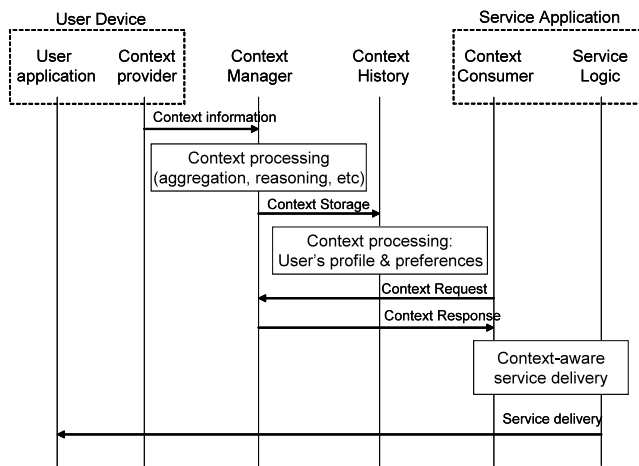 User Device
Service Application
User
application
Context
provider
Context
Manager
Context
History
Context
Consumer
Service
Logic
Context information
Context processing
(aggregation, reasoning, etc)
Context Storage
Context processing:
User's profile & preferences
Context Request
Context Response
Context-aware
service delivery
Service delivery